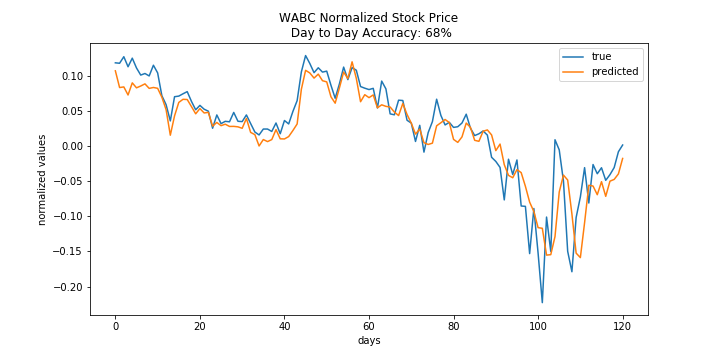 WABC Normalized Stock Price
Day to Day Accuracy: 68%
true
predicted
normalized values
0.10
0.05
0.00
−0.05
−0.10
−0.15
−0.20
0
20
40
60
80
100
120
days